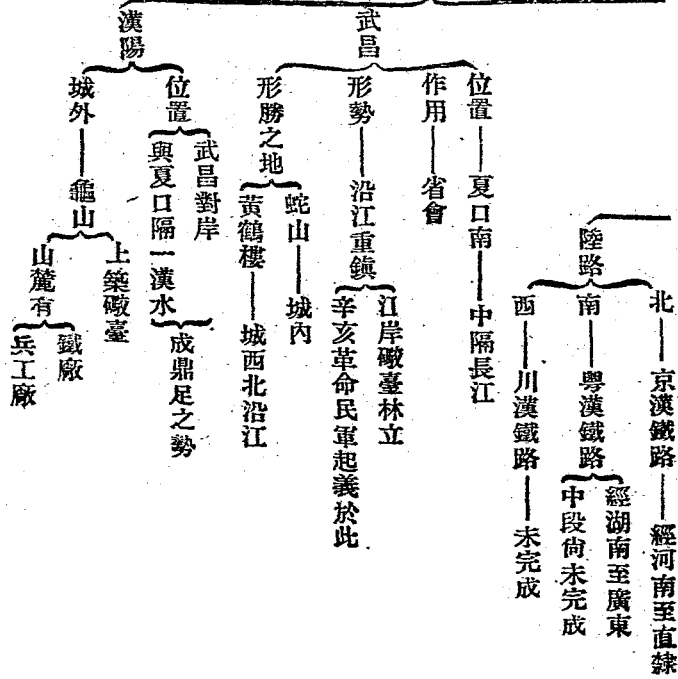 陸路
北
京漢鐵路
經河南至直隸
南
粵漢鐵路
經湖南至廣東
中段尙未完成
西
川漢鐵路
未完成
武昌
位置
夏口南
中隔長江
作用
省會
形勢
沿江重鎭
江岸礮臺林立
辛亥革命民軍起義於此
形勝之地
蛇山
城內
黃鶴樓
城西北沿江
漢陽
位置
武昌對岸
與夏口隔一漢水
成鼎足之勢
城外
龜山
上築礮臺
山麓有
鐵廠
兵工廠